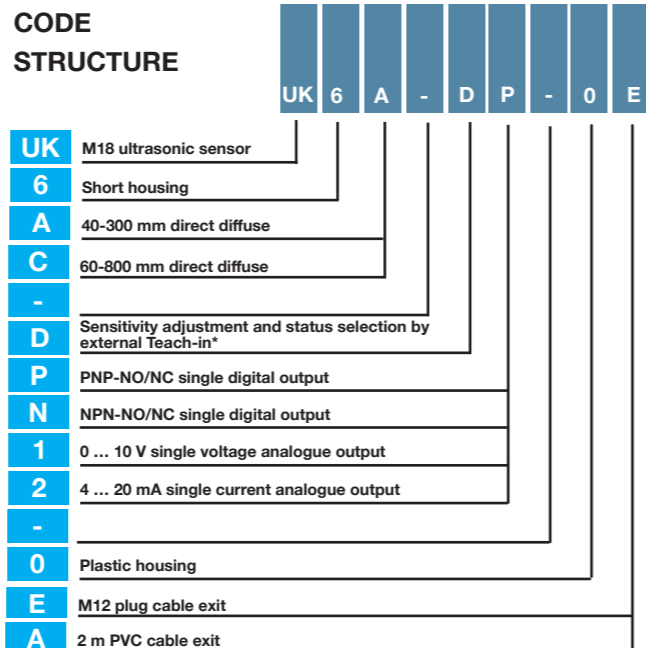 CODE
STRUCTURE
UK 6 A - D P - 0 E
UK M18 ultrasonic sensor
6 Short housing
A 40-300 mm direct diffuse
C 60-800 mm direct diffuse
-
D Sensitivity adjustment and status selection by
external Teach-in*
P PNP-NO/NC single digital output
N NPN-NO/NC single digital output
1 0 ... 10 V single voltage analogue output
2 4 ... 20 mA single current analogue output
-
0 Plastic housing
E M12 plug cable exit
A 2 m PVC cable exit